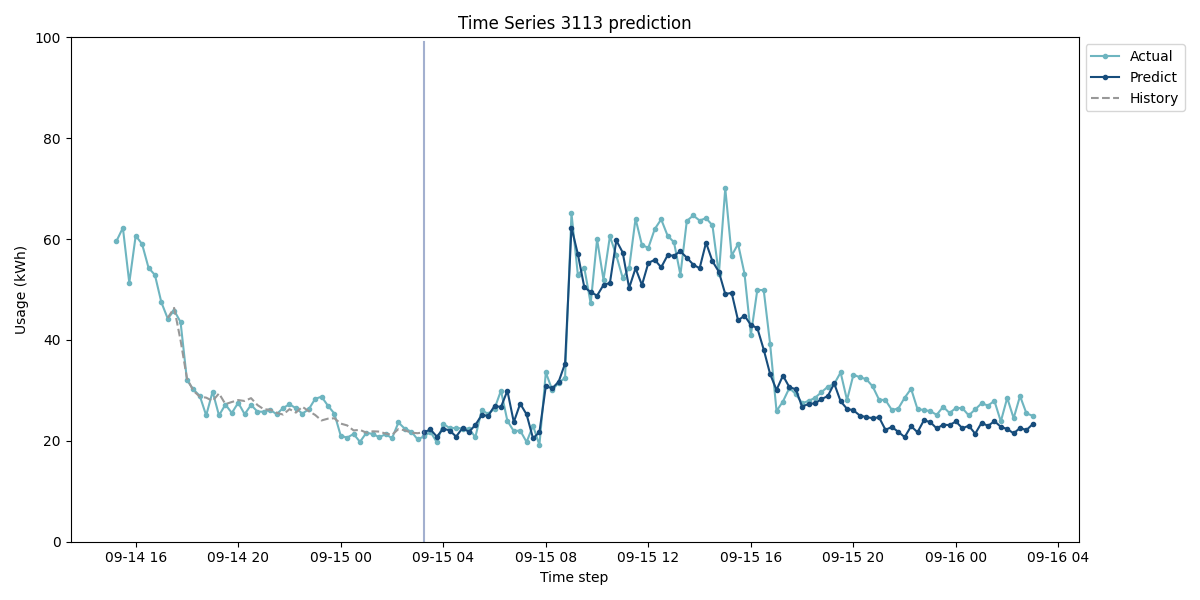 Time Series 3113 prediction
100
80
60
40
20
0
Usage (kWh)
09-14 16
09-14 20
09-15 00
09-15 04
09-15 08
09-15 12
09-15 16
09-15 20
09-16 00
09-16 04
Time step
Actual
Predict
History